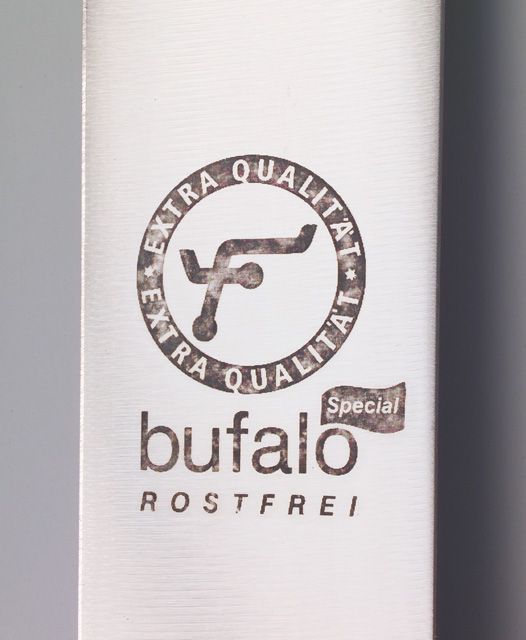 EXTRA QUALITÄT
EXTRA QUALITÄT
Special
bufalo
ROSTFREI